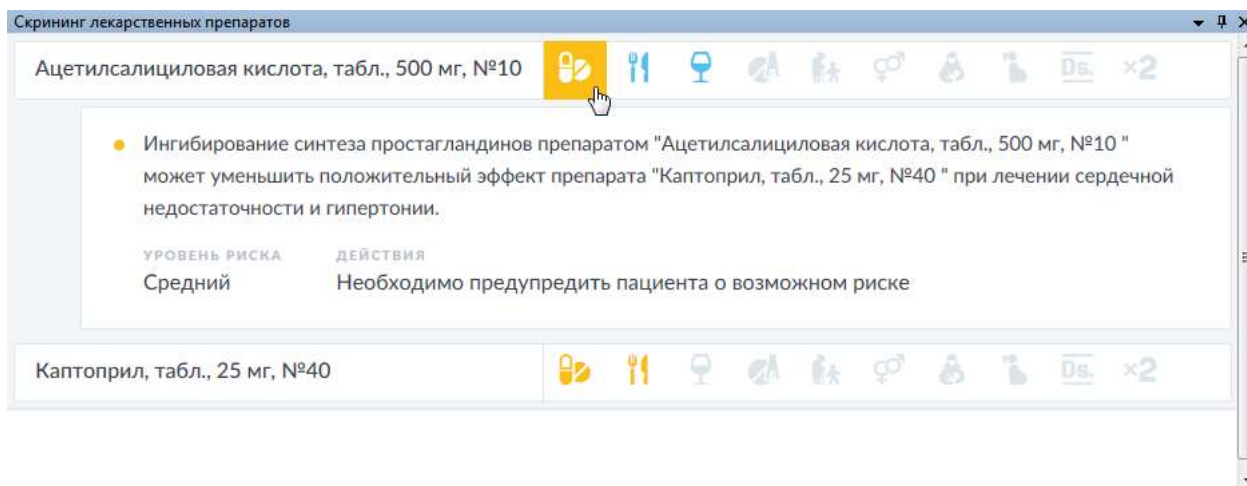 Скрининг лекарственных препаратов
Ацетилсалициловая кислота, табл., 500 мг, №10
Ds. ×2
Ингибирование синтеза простагландинов препаратом "Ацетилсалициловая кислота, табл., 500 мг, №10 "
может уменьшить положительный эффект препарата "Каптоприл, табл., 25 мг, №40 " при лечении сердечной
недостаточности и гипертонии.
УРОВЕНЬ РИСКА ДЕЙСТВИЯ
Средний Необходимо предупредить пациента о возможном риске
Каптоприл, табл., 25 мг, №40
Ds. ×2